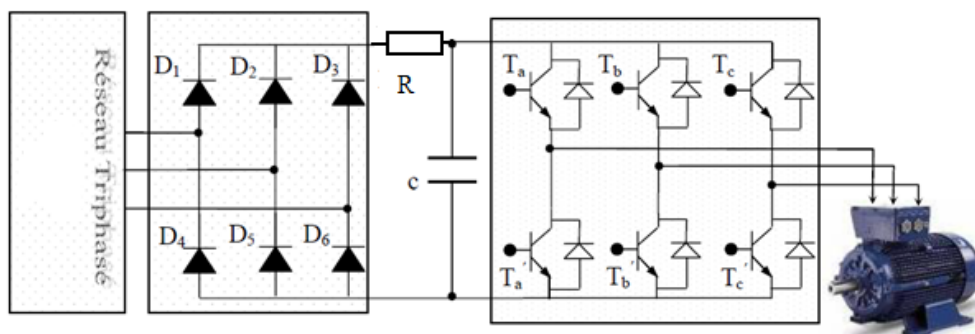 Réseau Triphasé
D1
D2
D3
D4
D5
D6
R
c
Ta
Tb
Tc
T'a
T'b
T'c